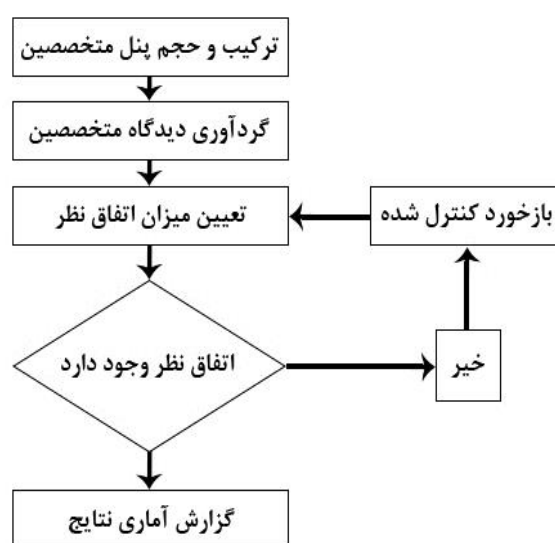 ترکیب و حجم پنل متخصصین
گردآوری دیدگاه متخصصین
تعیین میزان اتفاق نظر
بازخورد کنترل شده
اتفاق نظر وجود دارد
خیر
گزارش آماری نتایج